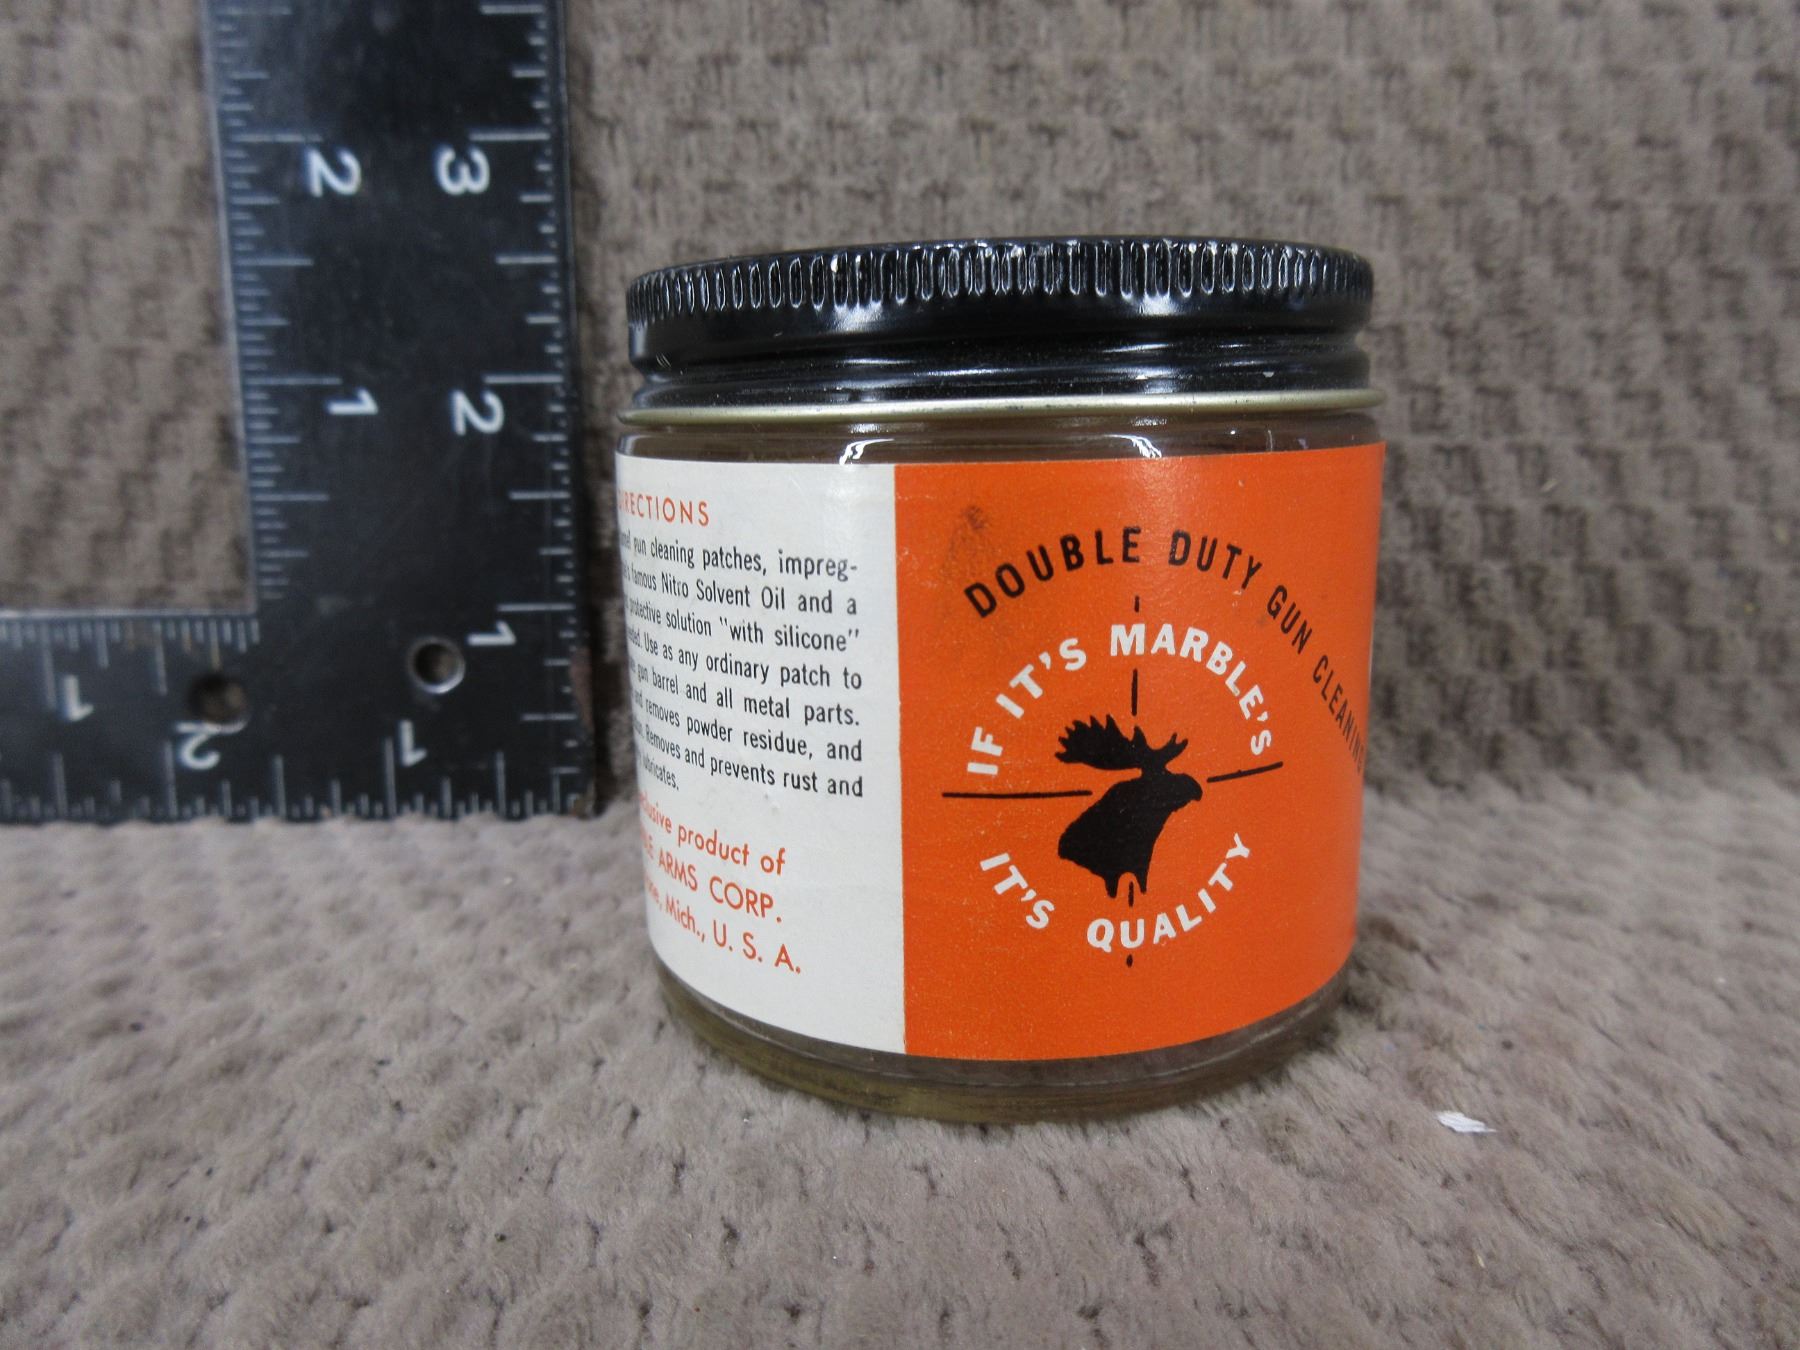 2 3
1 2
1
1 2 1
DIRECTIONS
gun cleaning patches, impreg-
famous Nitro Solvent Oil and a
protective solution "with silicone"
Use as any ordinary patch to
gun barrel and all metal parts.
and removes powder residue, and
Removes and prevents rust and
lubricates.
product of
ARMS CORP.
Mich., U. S. A.
DOUBLE DUTY GUN CLEANING
IF IT'S MARBLE'S
IT'S QUALITY